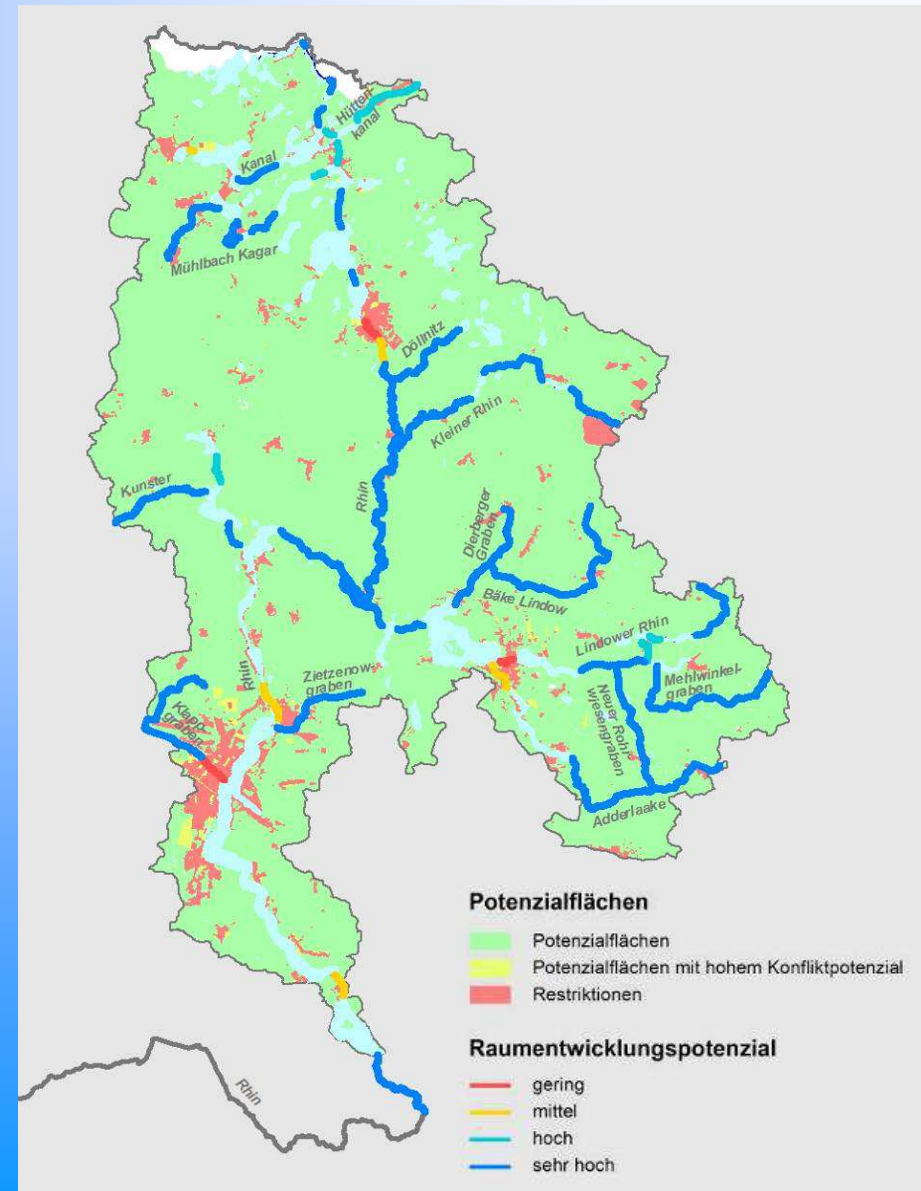 Hütten-
kanal
Kanal
Mühlbach Kagar
Döllnitz
Kleiner Rhin
Kunster
Rhin
Dierberger
Graben
Bäke Lindow
Lindower Rhin
Rhin
Zietzenow-
graben
Mehlwinkel-
graben
Klapp-
graben
Neuer Rohr-
wiesengraben
Adderlaake
Potenzialflächen
Potenzialflächen
Potenzialflächen mit hohem Konfliktpotenzial
Restriktionen
Raumentwicklungspotenzial
gering
mittel
hoch
sehr hoch
Rhin